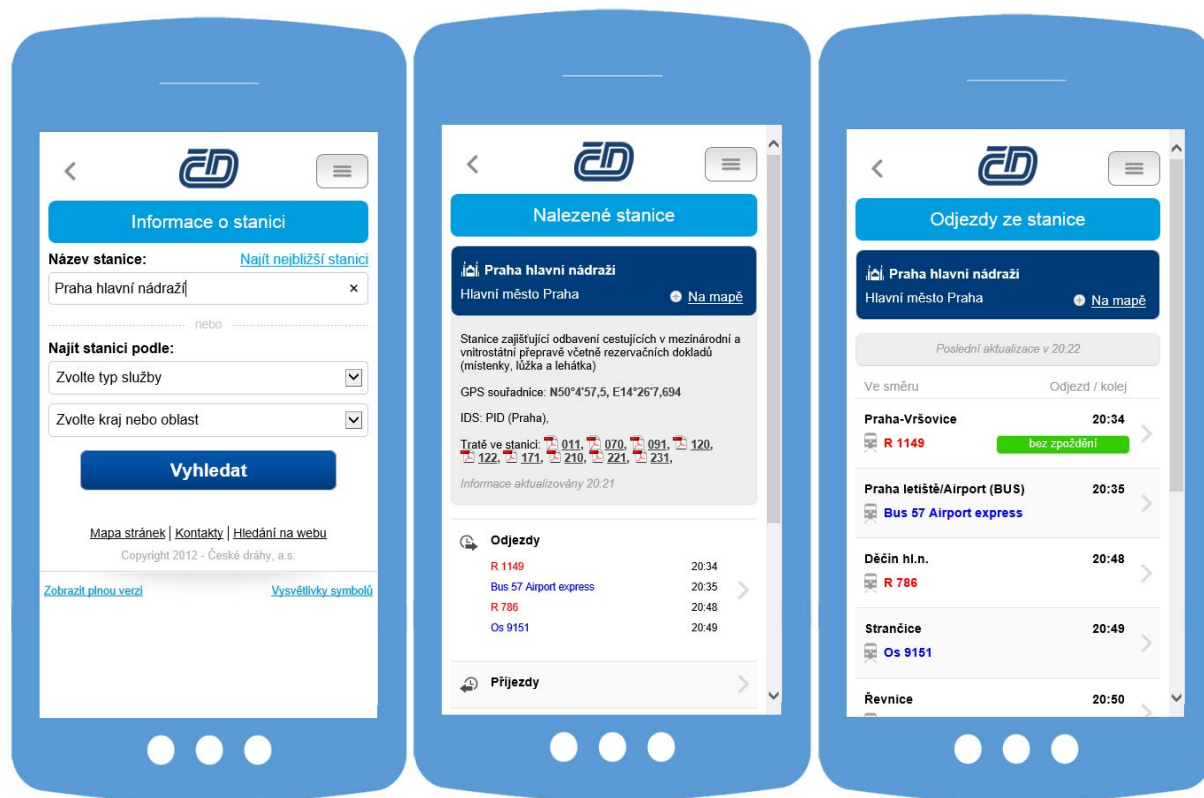 ČD
Informace o stanici
Název stanice: Najít nejbližší stanici
Praha hlavní nádraží ×
nebo
Najít stanici podle:
Zvolte typ služby
Zvolte kraj nebo oblast
Vyhledat
Mapa stránek | Kontakty | Hledání na webu
Copyright 2012 - České dráhy, a.s.
Zobrazit plnou verzi Vysvětlivky symbolů
ČD
Nalezené stanice
Praha hlavní nádraží
Hlavní město Praha Na mapě
Stanice zajišťující odbavení cestujících v mezinárodní a
vnitrostátní přepravě včetně rezervačních dokladů
(místenky, lůžka a lehátka)
GPS souřadnice: N50°4'57,5, E14°26'7,694
IDS: PID (Praha),
Tratě ve stanici: 011, 070, 091, 120,
122, 171, 210, 221, 231,
Informace aktualizovány 20:21
Odjezdy
R 1149 20:34
Bus 57 Airport express 20:35
R 786 20:48
Os 9151 20:49
Příjezdy
ČD
Odjezdy ze stanice
Praha hlavní nádraží
Hlavní město Praha Na mapě
Poslední aktualizace v 20:22
Ve směru Odjezd / kolej
Praha-Vršovice 20:34
R 1149 bez zpoždění
Praha letiště/Airport (BUS) 20:35
Bus 57 Airport express
Děčín hl.n. 20:48
R 786
Strančice 20:49
Os 9151
Řevnice 20:50